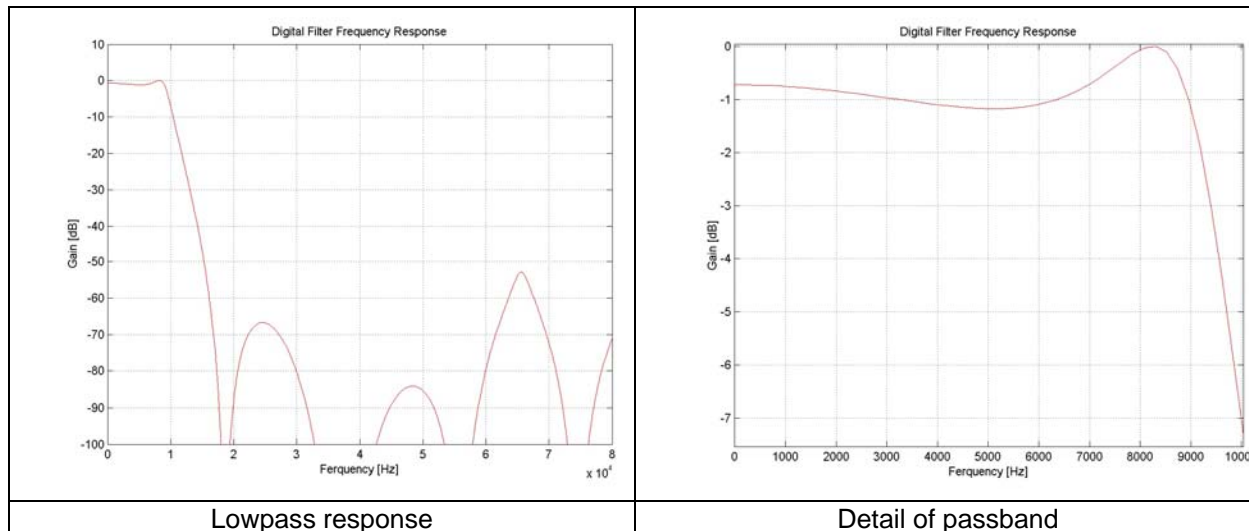 Digital Filter Frequency Response
10
0
-10
-20
-30
-40
-50
-60
-70
-80
-90
-100
Gain [dB]
0 1 2 3 4 5 6 7 8
Ferquency [Hz]
x 10⁴
Lowpass response
Digital Filter Frequency Response
0
-1
-2
-3
-4
-5
-6
-7
Gain [dB]
0 1000 2000 3000 4000 5000 6000 7000 8000 9000 10000
Ferquency [Hz]
Detail of passband